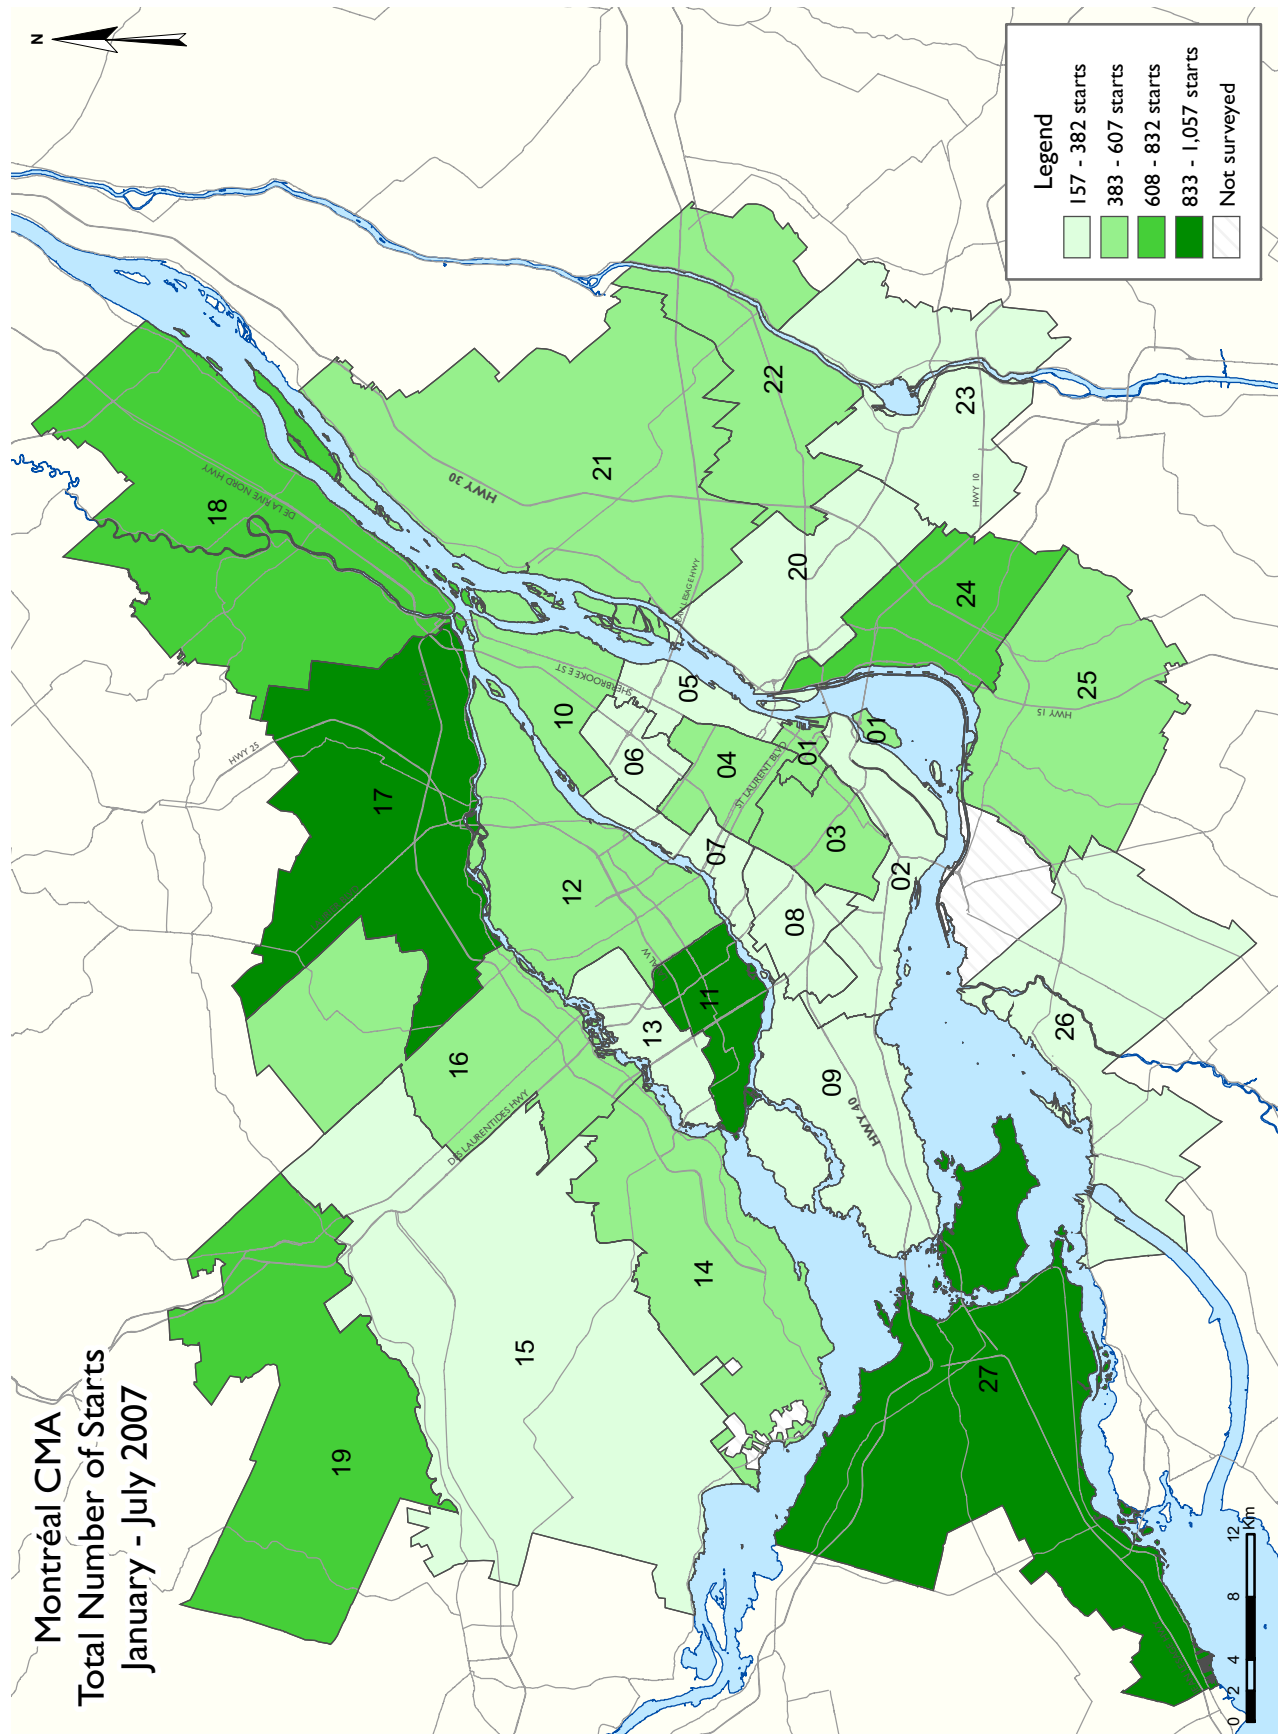 Montréal CMA
Total Number of Starts
January - July 2007
N
Legend
157 - 382 starts
383 - 607 starts
608 - 832 starts
833 - 1,057 starts
Not surveyed
19
15
14
16
17
18
DE LA RIVE NORD HWY
HWY 25
DES LAURENTIDES HWY
13
12
11
10
SHERBROOKE E ST
21
HWY 30
22
23
HWY 10
20
24
25
HWY 15
05
06
04
ST LAURENT BLVD
01
01
03
07
08
02
09
HWY 40
26
27
0 2 4 8 12
Km